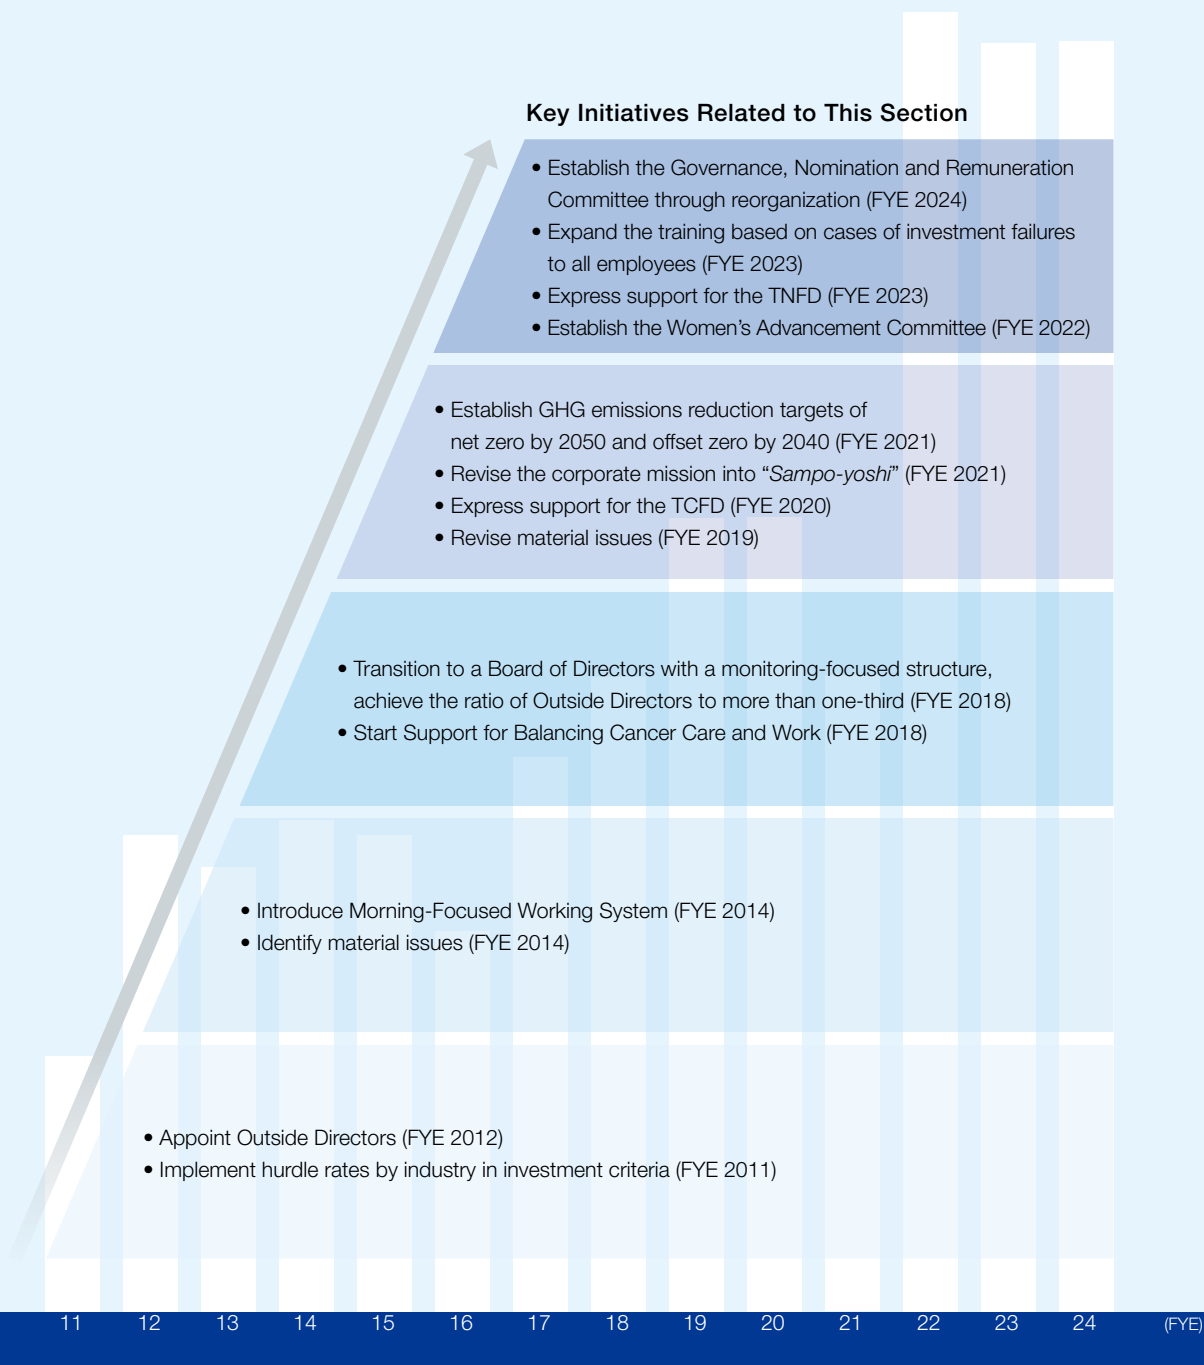 Key Initiatives Related to This Section
• Establish the Governance, Nomination and Remuneration
Committee through reorganization (FYE 2024)
• Expand the training based on cases of investment failures
to all employees (FYE 2023)
• Express support for the TNFD (FYE 2023)
• Establish the Women’s Advancement Committee (FYE 2022)
• Establish GHG emissions reduction targets of
net zero by 2050 and offset zero by 2040 (FYE 2021)
• Revise the corporate mission into “Sampo-yoshi” (FYE 2021)
• Express support for the TCFD (FYE 2020)
• Revise material issues (FYE 2019)
• Transition to a Board of Directors with a monitoring-focused structure,
achieve the ratio of Outside Directors to more than one-third (FYE 2018)
• Start Support for Balancing Cancer Care and Work (FYE 2018)
• Introduce Morning-Focused Working System (FYE 2014)
• Identify material issues (FYE 2014)
• Appoint Outside Directors (FYE 2012)
• Implement hurdle rates by industry in investment criteria (FYE 2011)
11 12 13 14 15 16 17 18 19 20 21 22 23 24 (FYE)